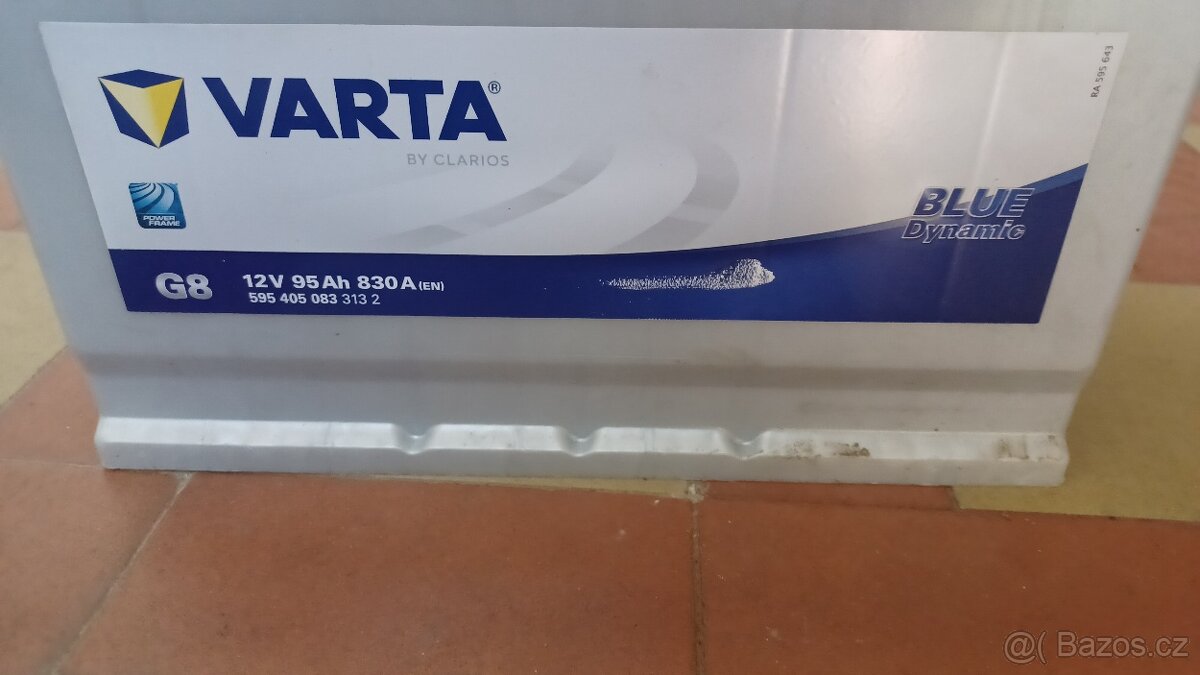 VARTA®
BY CLARIOS
RA 595 643
POWER
FRAME
BLUE
Dynamic
G8
12V 95Ah 830A (EN)
595 405 083 313 2
@( Bazos.cz